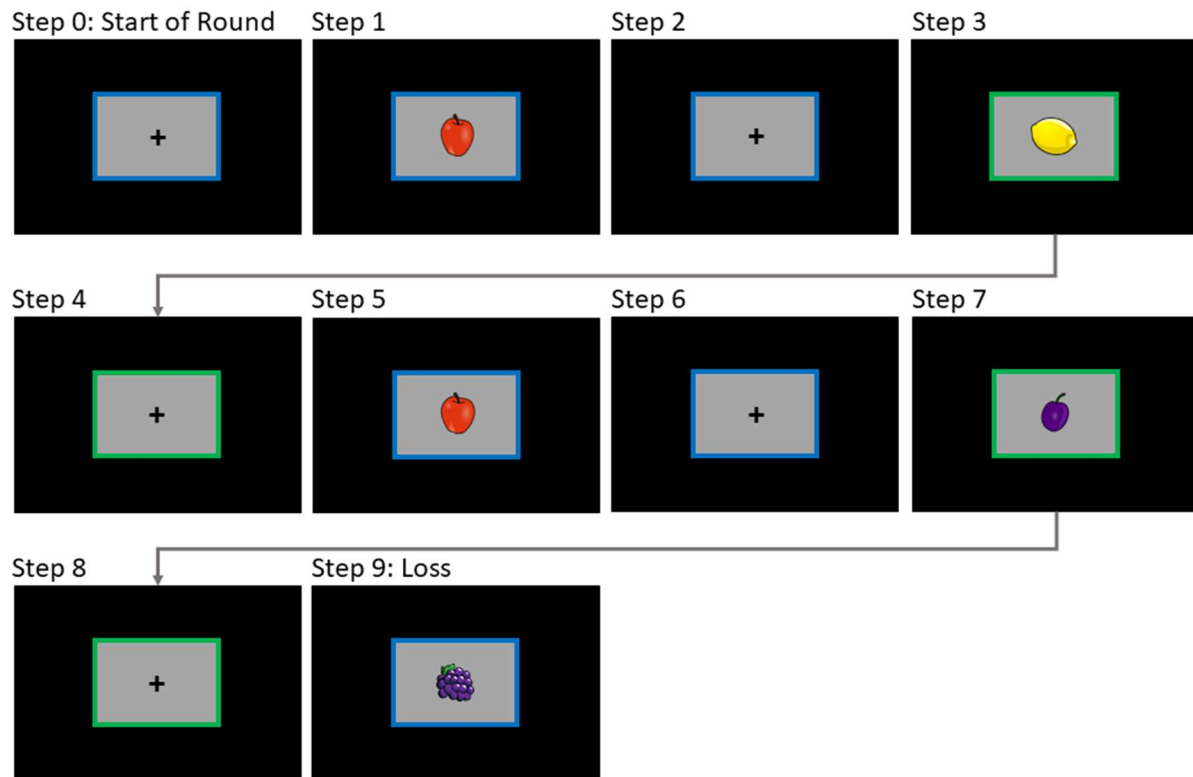 Step 0: Start of Round
Step 1
Step 2
Step 3
+
+
Step 4
Step 5
Step 6
Step 7
+
+
Step 8
Step 9: Loss
+